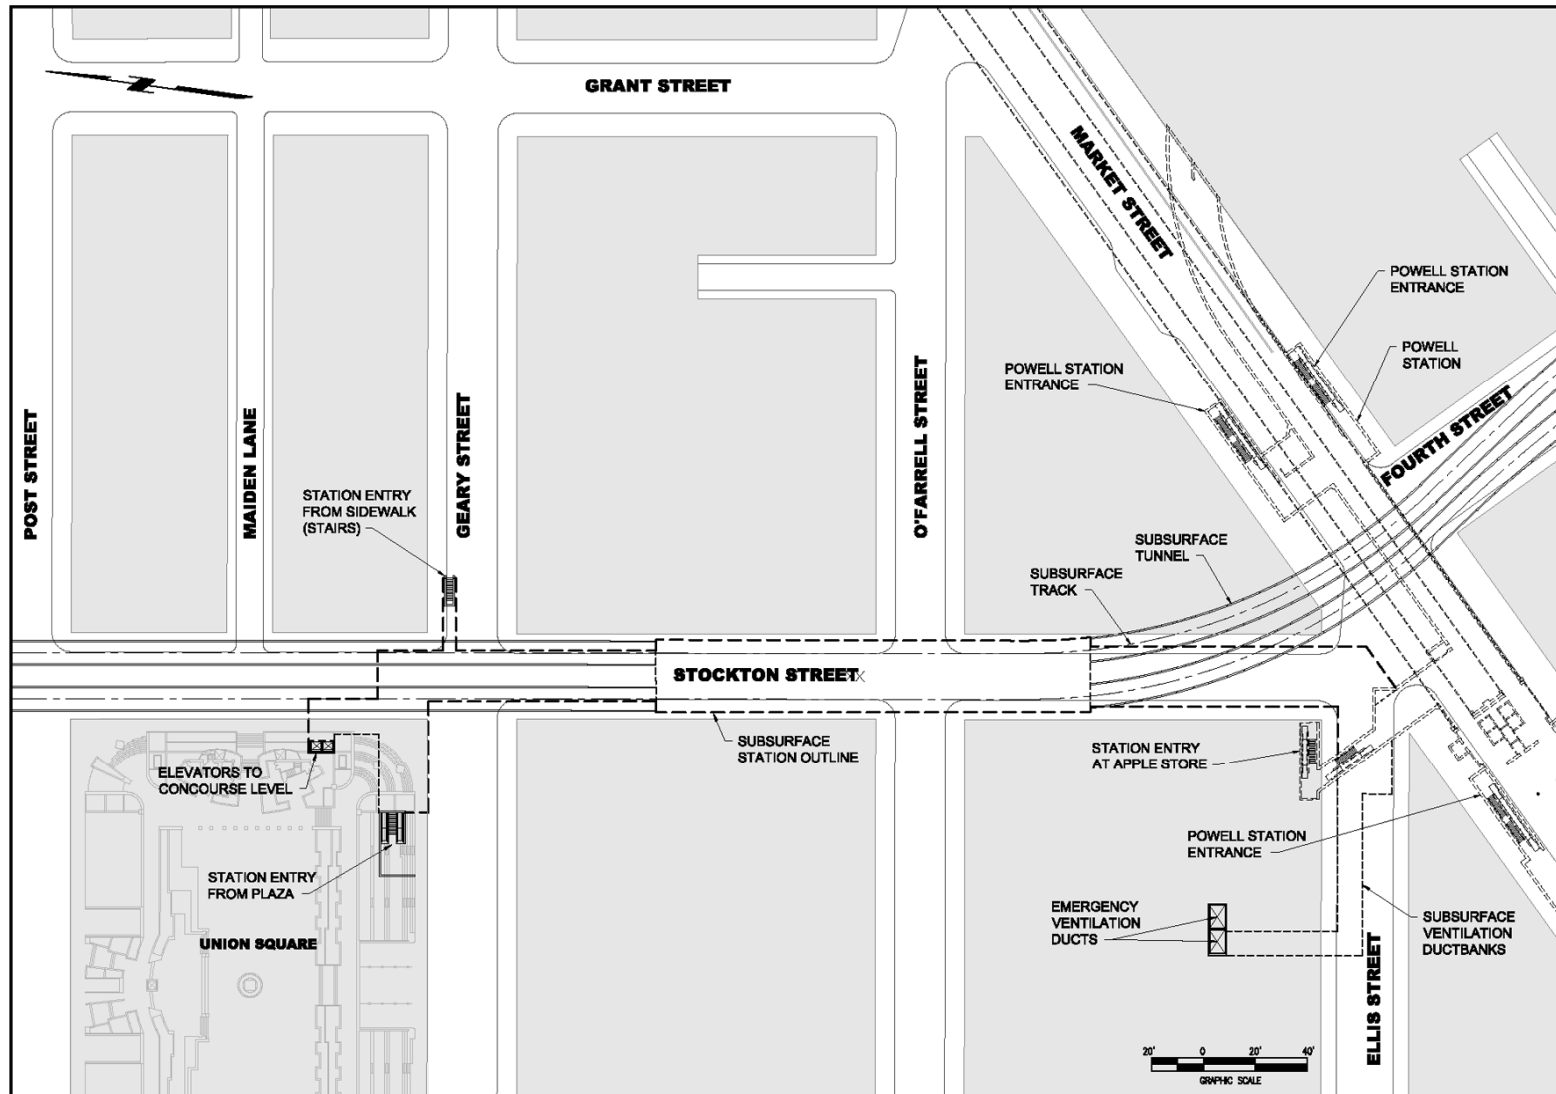 GRANT STREET
MARKET STREET
POWELL STATION
ENTRANCE
POWELL
STATION
POWELL STATION
ENTRANCE
FOURTH STREET
POST STREET
MAIDEN LANE
GEARY STREET
O'FARRELL STREET
STATION ENTRY
FROM SIDEWALK
(STAIRS)
SUBSURFACE
TUNNEL
SUBSURFACE
TRACK
STOCKTON STREET
SUBSURFACE
STATION OUTLINE
STATION ENTRY
AT APPLE STORE
ELEVATORS TO
CONCOURSE LEVEL
POWELL STATION
ENTRANCE
STATION ENTRY
FROM PLAZA
UNION SQUARE
EMERGENCY
VENTILATION
DUCTS
SUBSURFACE
VENTILATION
DUCTBANKS
ELLIS STREET
20' 0 20' 40'
GRAPHIC SCALE